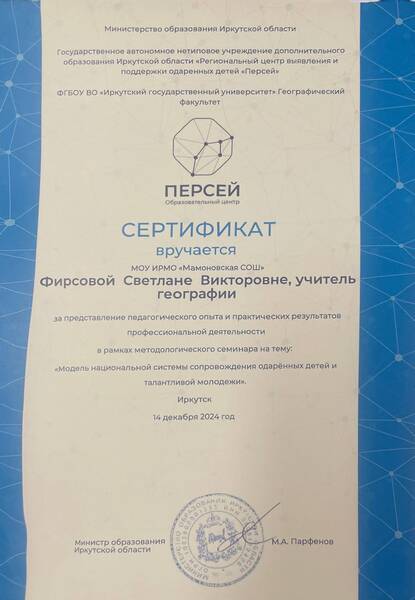 Министерство образования Иркутской области
Государственное автономное нетиповое учреждение дополнительного
образования Иркутской области «Региональный центр выявления и
поддержки одаренных детей «Персей»
ФГБОУ ВО «Иркутский государственный университет» Географический
факультет
ПЕРСЕЙ
Образовательный центр
СЕРТИФИКАТ
вручается
МОУ ИРМО «Мамоновская СОШ»
Фирсовой Светлане Викторовне, учитель
географии
за представление педагогического опыта и практических результатов
профессиональной деятельности
в рамках методологического семинара на тему:
«Модель национальной системы сопровождения одарённых детей и
талантливой молодежи».
Иркутск
14 декабря 2024 год
Министр образования
Иркутской области
М.А. Парфенов